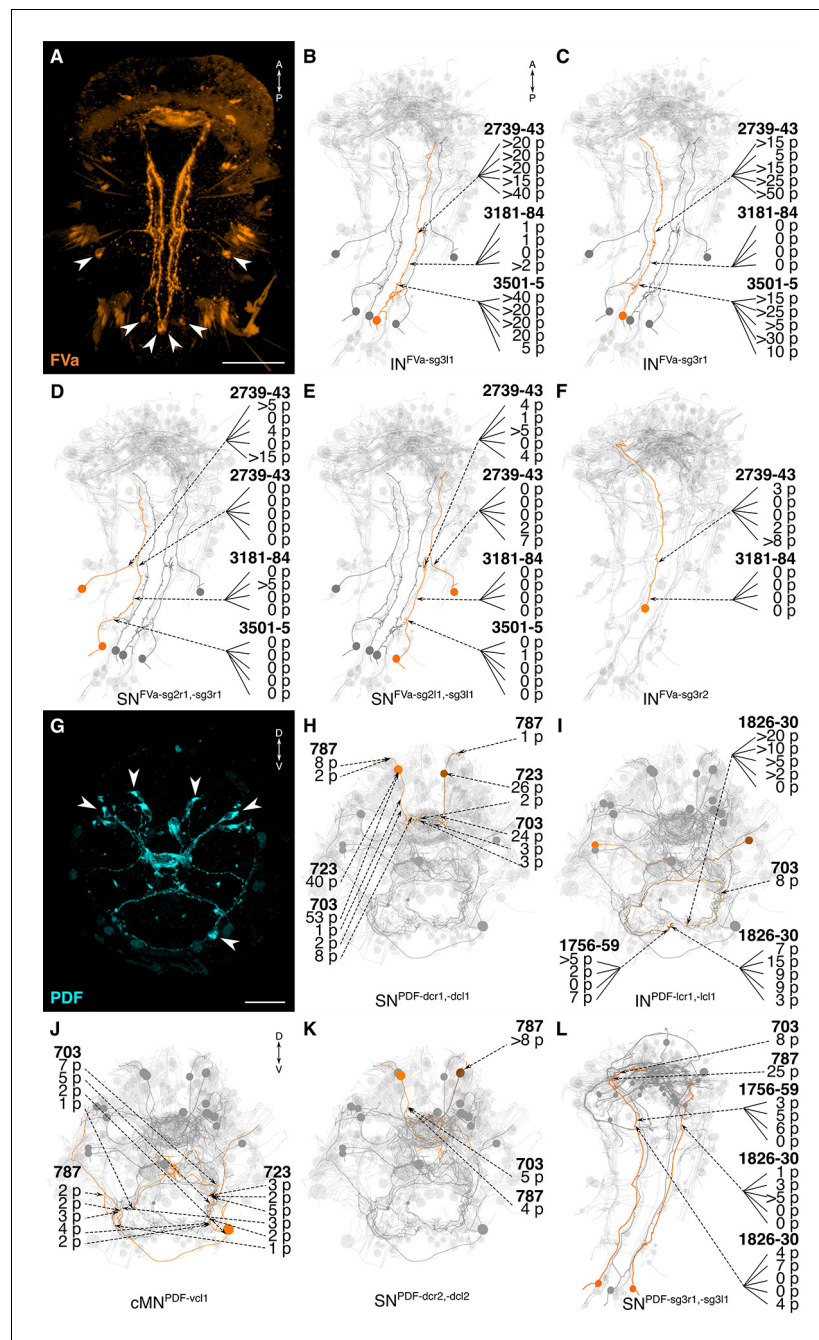 A
A
P
FVa
B
A
P
2739-43
>20 p
>20 p
>20 p
>15 p
>40 p
3181-84
1 p
1 p
0 p
>2 p
3501-5
>40 p
>20 p
>20 p
20 p
5 p
IN FVa-sg3l1
C
2739-43
>15 p
5 p
>15 p
>25 p
>50 p
3181-84
0 p
0 p
0 p
0 p
3501-5
>15 p
>25 p
>5 p
>30 p
10 p
IN FVa-sg3r1
D
2739-43
>5 p
0 p
4 p
0 p
>15 p
2739-43
0 p
0 p
0 p
0 p
0 p
3181-84
0 p
>5 p
0 p
0 p
3501-5
0 p
0 p
0 p
0 p
0 p
SN FVa-sg2r1,-sg3r1
E
2739-43
4 p
1 p
>5 p
0 p
4 p
2739-43
0 p
0 p
0 p
2 p
7 p
3181-84
0 p
0 p
0 p
0 p
3501-5
0 p
1 p
0 p
0 p
0 p
SN FVa-sg2l1,-sg3l1
F
2739-43
3 p
0 p
0 p
2 p
>8 p
3181-84
0 p
0 p
0 p
0 p
IN FVa-sg3r2
G
D
V
PDF
H
787
8 p
2 p
787
1 p
723
26 p
2 p
703
24 p
3 p
3 p
723
40 p
703
53 p
1 p
2 p
8 p
SN PDF-dcr1,-dcl1
I
1826-30
>20 p
>10 p
>5 p
>2 p
0 p
703
8 p
1756-59
>5 p
2 p
0 p
7 p
1826-30
7 p
15 p
9 p
9 p
3 p
IN PDF-lcr1,-lcl1
J
D
V
703
7 p
5 p
2 p
1 p
787
2 p
2 p
3 p
4 p
2 p
723
3 p
2 p
5 p
3 p
2 p
1 p
cMN PDF-vcl1
K
787
>8 p
703
5 p
787
4 p
SN PDF-dcr2,-dcl2
L
703
8 p
787
25 p
1756-59
3 p
5 p
6 p
0 p
1826-30
1 p
3 p
>5 p
0 p
0 p
1826-30
4 p
7 p
0 p
0 p
4 p
SN PDF-sg3r1,-sg3l1